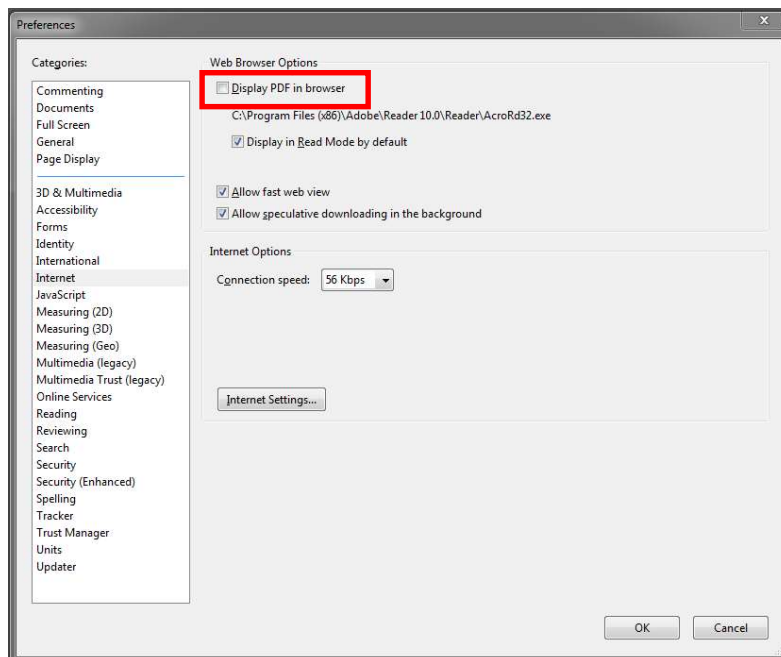 Preferences
x
Categories:
Commenting
Documents
Full Screen
General
Page Display
3D & Multimedia
Accessibility
Forms
Identity
International
Internet
JavaScript
Measuring (2D)
Measuring (3D)
Measuring (Geo)
Multimedia (legacy)
Multimedia Trust (legacy)
Online Services
Reading
Reviewing
Search
Security
Security (Enhanced)
Spelling
Tracker
Trust Manager
Units
Updater
Web Browser Options
Display PDF in browser
C:\Program Files (x86)\Adobe\Reader 10.0\Reader\AcroRd32.exe
Display in Read Mode by default
Allow fast web view
Allow speculative downloading in the background
Internet Options
Connection speed: 56 Kbps
Internet Settings...
OK
Cancel